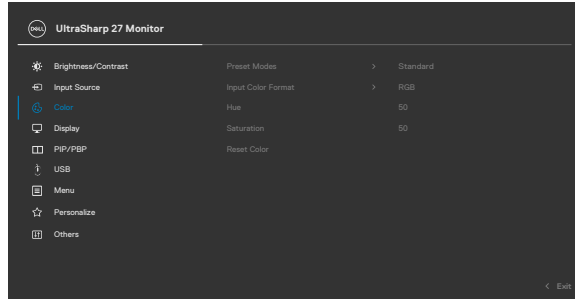 DELL UltraSharp 27 Monitor
Brightness/Contrast Preset Modes > Standard
Input Source Input Color Format > RGB
Color Hue 50
Display Saturation 50
PIP/PBP Reset Color
USB
Menu
Personalize
Others
< Exit